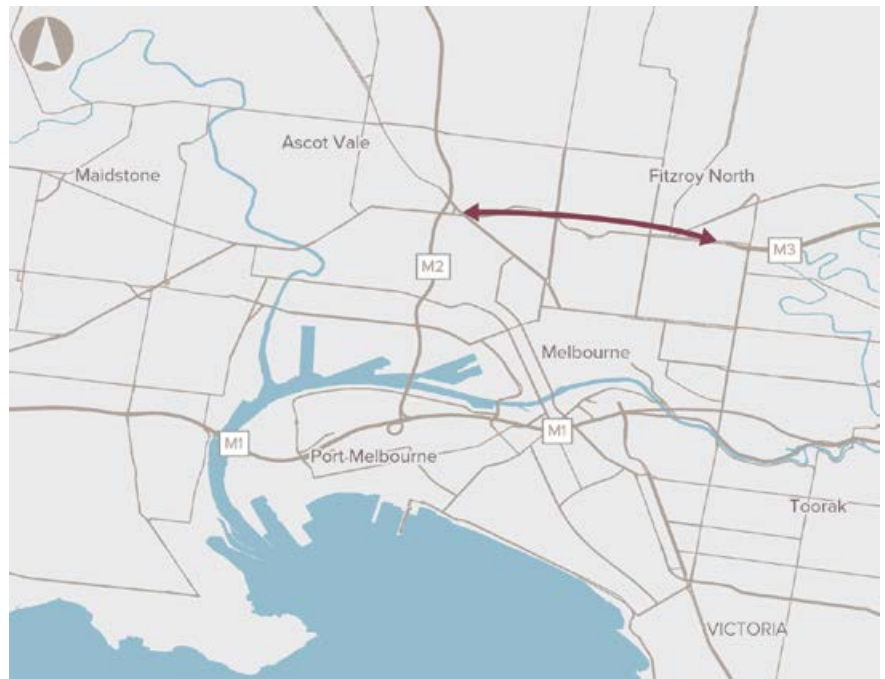 Ascot Vale
Maidstone
Fitzroy North
M3
M2
Melbourne
M1
M1
Port Melbourne
Toorak
VICTORIA